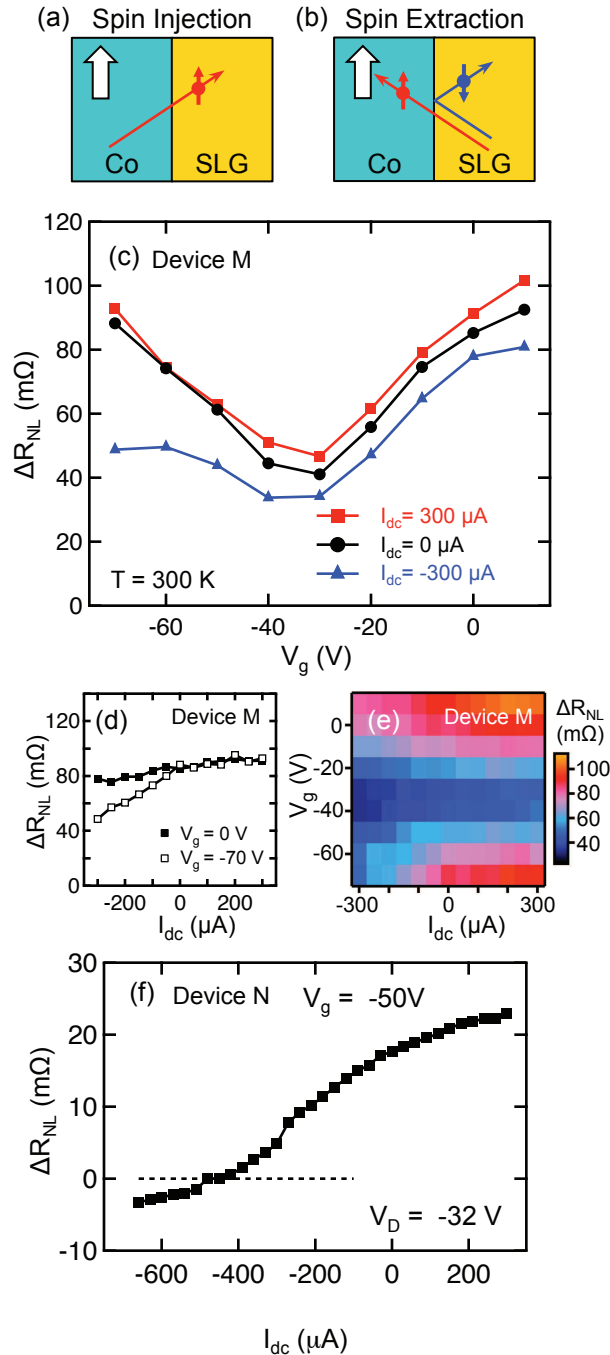 (a) Spin Injection
(b) Spin Extraction
Co SLG
Co SLG
(c) Device M
120
100
80
60
40
20
0
ΔR_NL (mΩ)
I_dc= 300 μA
I_dc= 0 μA
I_dc= -300 μA
T = 300 K
-60 -40 -20 0
V_g (V)
(d) Device M
120
80
40
0
ΔR_NL (mΩ)
V_g = 0 V
V_g = -70 V
-200 0 200
I_dc (μA)
(e) Device M
0
-20
-40
-60
V_g (V)
-300 0 300
I_dc (μA)
ΔR_NL
(mΩ)
100
80
60
40
(f) Device N V_g = -50V
30
20
10
0
-10
ΔR_NL (mΩ)
V_D = -32 V
-600 -400 -200 0 200
I_dc (μA)